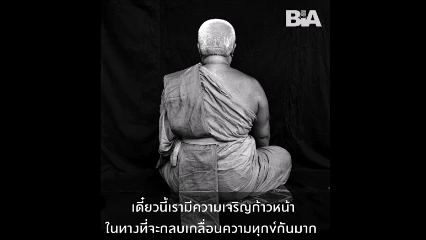 BIA
เดี๋ยวนี้เรามีความเจริญก้าวหน้า
ในทางที่จะกลบเกลื่อนความทุกข์กันมาก